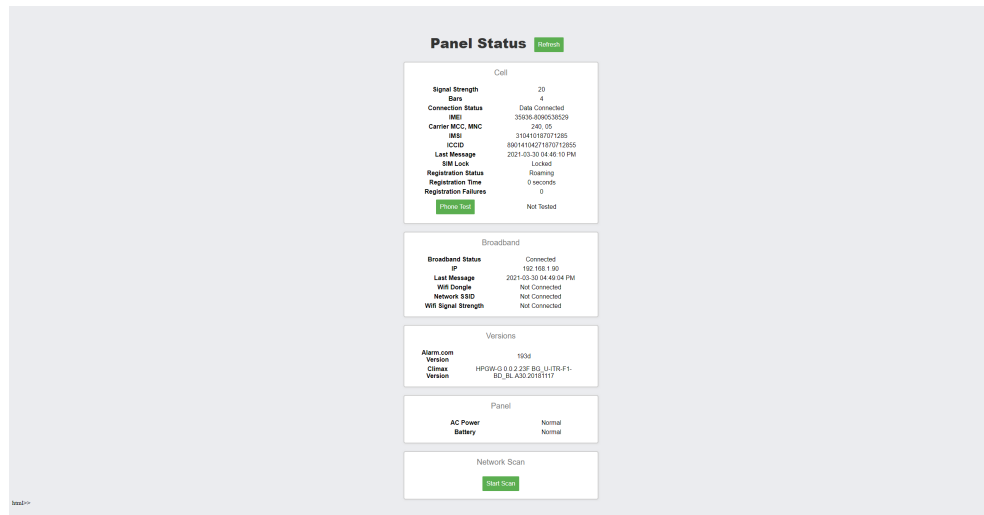 Panel Status Refresh
Cell
Signal Strength 20
Bars 4
Connection Status Data Connected
IMEI 35936-8090538529
Carrier MCC, MNC 240, 05
IMSI 310410187071285
ICCID 89014104271870712855
Last Message 2021-03-30 04:46:10 PM
SIM Lock Locked
Registration Status Roaming
Registration Time 0 seconds
Registration Failures 0
Phone Test Not Tested
Broadband
Broadband Status Connected
IP 192.168.1.90
Last Message 2021-03-30 04:49:04 PM
Wifi Dongle Not Connected
Network SSID Not Connected
Wifi Signal Strength Not Connected
Versions
Alarm.com
Version 193d
Climax
Version HPGW-G 0.0.2.23F BG_U-ITR-F1-
BD_BL.A30.20181117
Panel
AC Power Normal
Battery Normal
Network Scan
Start Scan
html>>